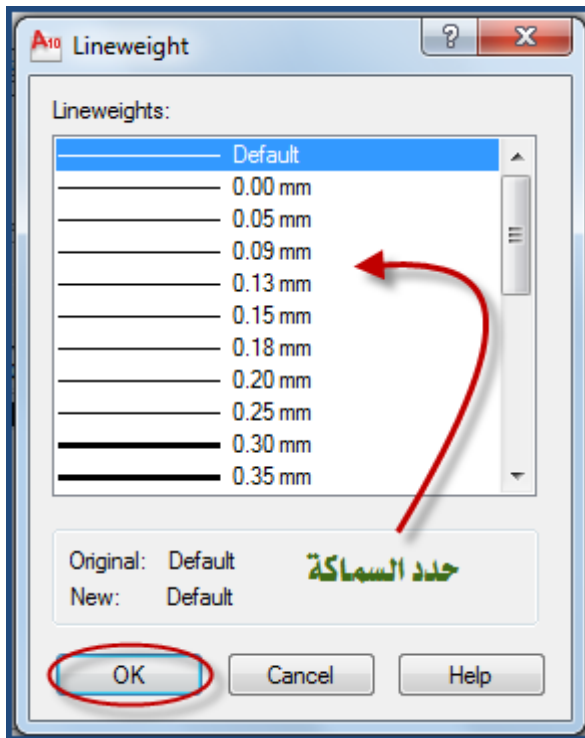 A10 Lineweight
Lineweights:
Default
0.00 mm
0.05 mm
0.09 mm
0.13 mm
0.15 mm
0.18 mm
0.20 mm
0.25 mm
0.30 mm
0.35 mm
Original: Default
New: Default
حدد السماكة
OK Cancel Help